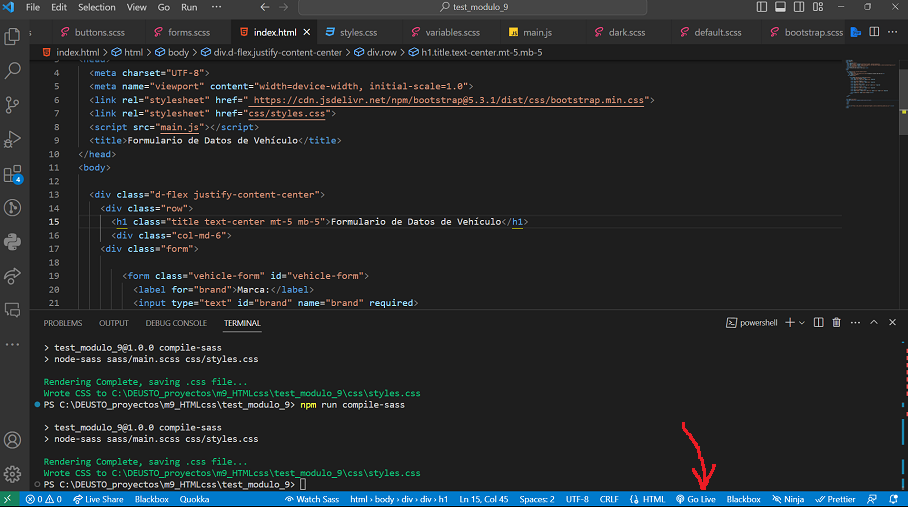 File Edit Selection View Go Run ··· test_modulo_9
buttons.scss forms.scss index.html styles.css variables.scss main.js dark.scss default.scss bootstrap.scss
index.html > html > body > div.d-flex.justify-content-center > div.row > h1.title.text-center.mt-5.mb-5
3 <head>
4 <meta charset="UTF-8">
5 <meta name="viewport" content="width=device-width, initial-scale=1.0">
6 <link rel="stylesheet" href=" https://cdn.jsdelivr.net/npm/bootstrap@5.3.1/dist/css/bootstrap.min.css">
7 <link rel="stylesheet" href="css/styles.css">
8 <script src="main.js"></script>
9 <title>Formulario de Datos de Vehículo</title>
10 </head>
11 <body>
12
13 <div class="d-flex justify-content-center">
14 <div class="row">
15 <h1 class="title text-center mt-5 mb-5">Formulario de Datos de Vehículo</h1>
16 <div class="col-md-6">
17 <div class="form">
18
19 <form class="vehicle-form" id="vehicle-form">
20 <label for="brand">Marca:</label>
21 <input type="text" id="brand" name="brand" required>
4
PROBLEMS OUTPUT DEBUG CONSOLE TERMINAL powershell
> test_modulo_9@1.0.0 compile-sass
> node-sass sass/main.scss css/styles.css
Rendering Complete, saving .css file...
Wrote CSS to C:\DEUSTO_proyectos\m9_HTMLcss\test_modulo_9\css\styles.css
PS C:\DEUSTO_proyectos\m9_HTMLcss\test_modulo_9> npm run compile-sass
> test_modulo_9@1.0.0 compile-sass
> node-sass sass/main.scss css/styles.css
Rendering Complete, saving .css file...
Wrote CSS to C:\DEUSTO_proyectos\m9_HTMLcss\test_modulo_9\css\styles.css
PS C:\DEUSTO_proyectos\m9_HTMLcss\test_modulo_9>
0 0 Live Share Blackbox Quokka Watch Sass html > body > div > div > h1 Ln 15, Col 45 Spaces: 2 UTF-8 CRLF HTML Go Live Blackbox Ninja Prettier